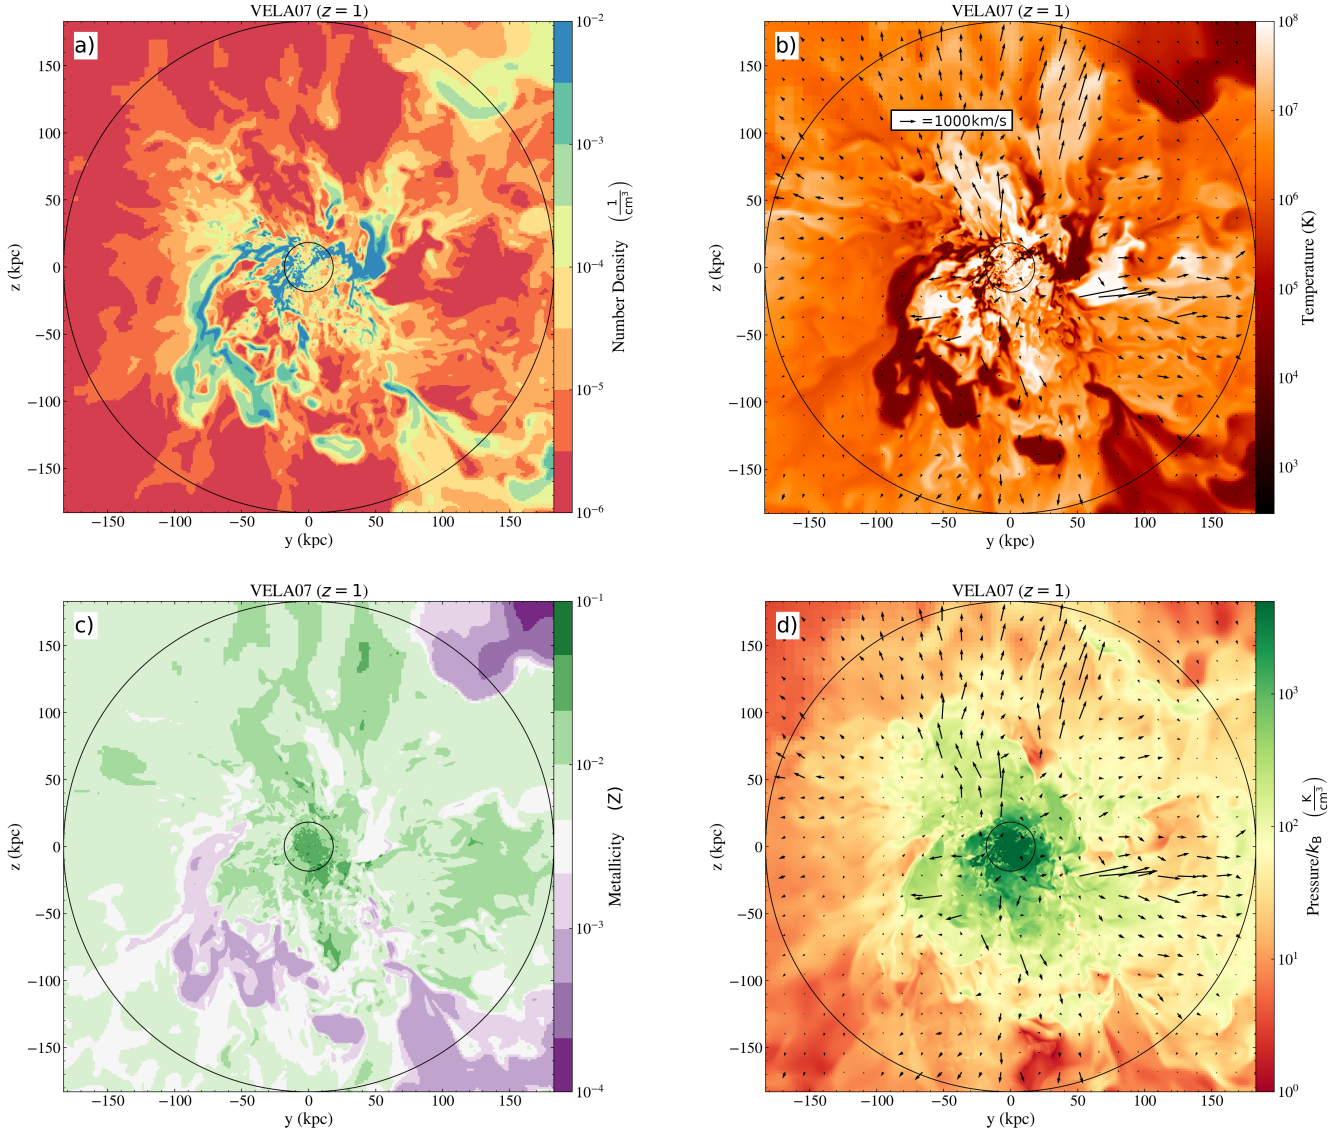 VELA07 (z = 1)
a)
150
100
50
0
−50
−100
−150
z (kpc)
−150 −100 −50 0 50 100 150
y (kpc)
10−2
10−3
10−4
10−5
10−6
Number Density (1/cm3)
VELA07 (z = 1)
b)
→ =1000km/s
150
100
50
0
−50
−100
−150
z (kpc)
−150 −100 −50 0 50 100 150
y (kpc)
108
107
106
105
104
103
Temperature (K)
VELA07 (z = 1)
c)
150
100
50
0
−50
−100
−150
z (kpc)
−150 −100 −50 0 50 100 150
y (kpc)
10−1
10−2
10−3
10−4
Metallicity (Z)
VELA07 (z = 1)
d)
150
100
50
0
−50
−100
−150
z (kpc)
−150 −100 −50 0 50 100 150
y (kpc)
103
102
101
100
Pressure/kB (K/cm3)